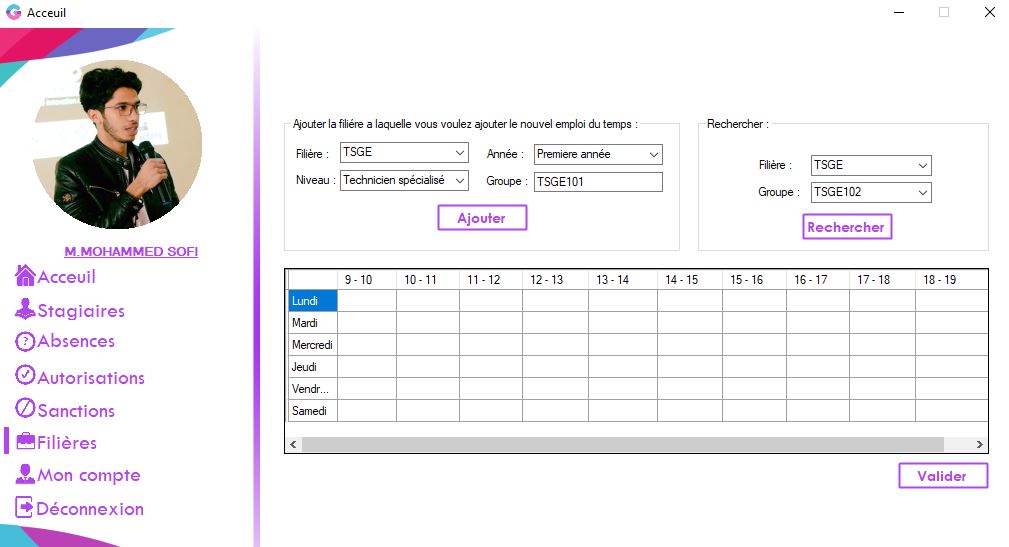 Acceuil
M.MOHAMMED SOFI
Acceuil
Stagiaires
? Absences
Autorisations
Sanctions
Filières
Mon compte
Déconnexion
Ajouter la filiére a laquelle vous voulez ajouter le nouvel emploi du temps :
Filière : TSGE Année : Premiere année
Niveau : Technicien spécialisé Groupe : TSGE101
Ajouter
Rechercher :
Filière : TSGE
Groupe : TSGE102
Rechercher
9 - 10 10 - 11 11 - 12 12 - 13 13 - 14 14 - 15 15 - 16 16 - 17 17 - 18 18 - 19
Lundi
Mardi
Mercredi
Jeudi
Vendr...
Samedi
Valider